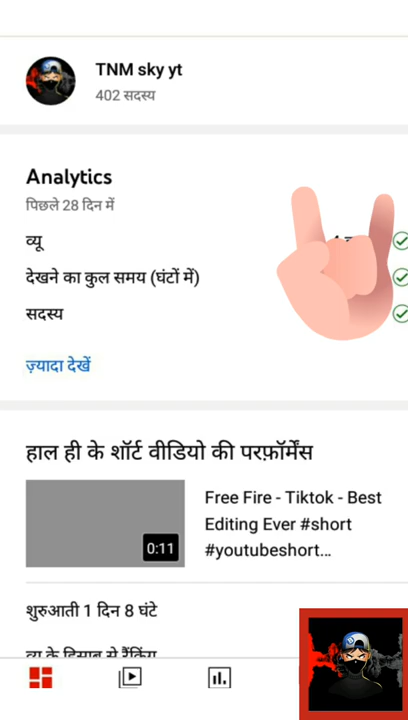 TNM sky yt
402 सदस्य
Analytics
पिछले 28 दिन में
व्यू
देखने का कुल समय (घंटों में)
सदस्य
ज़्यादा देखें
हाल ही के शॉर्ट वीडियो की परफ़ॉर्मेंस
Free Fire - Tiktok - Best
Editing Ever #short
#youtubeshort...
0:11
शुरुआती 1 दिन 8 घंटे
व्यू के हिसाब से रैंकिंग